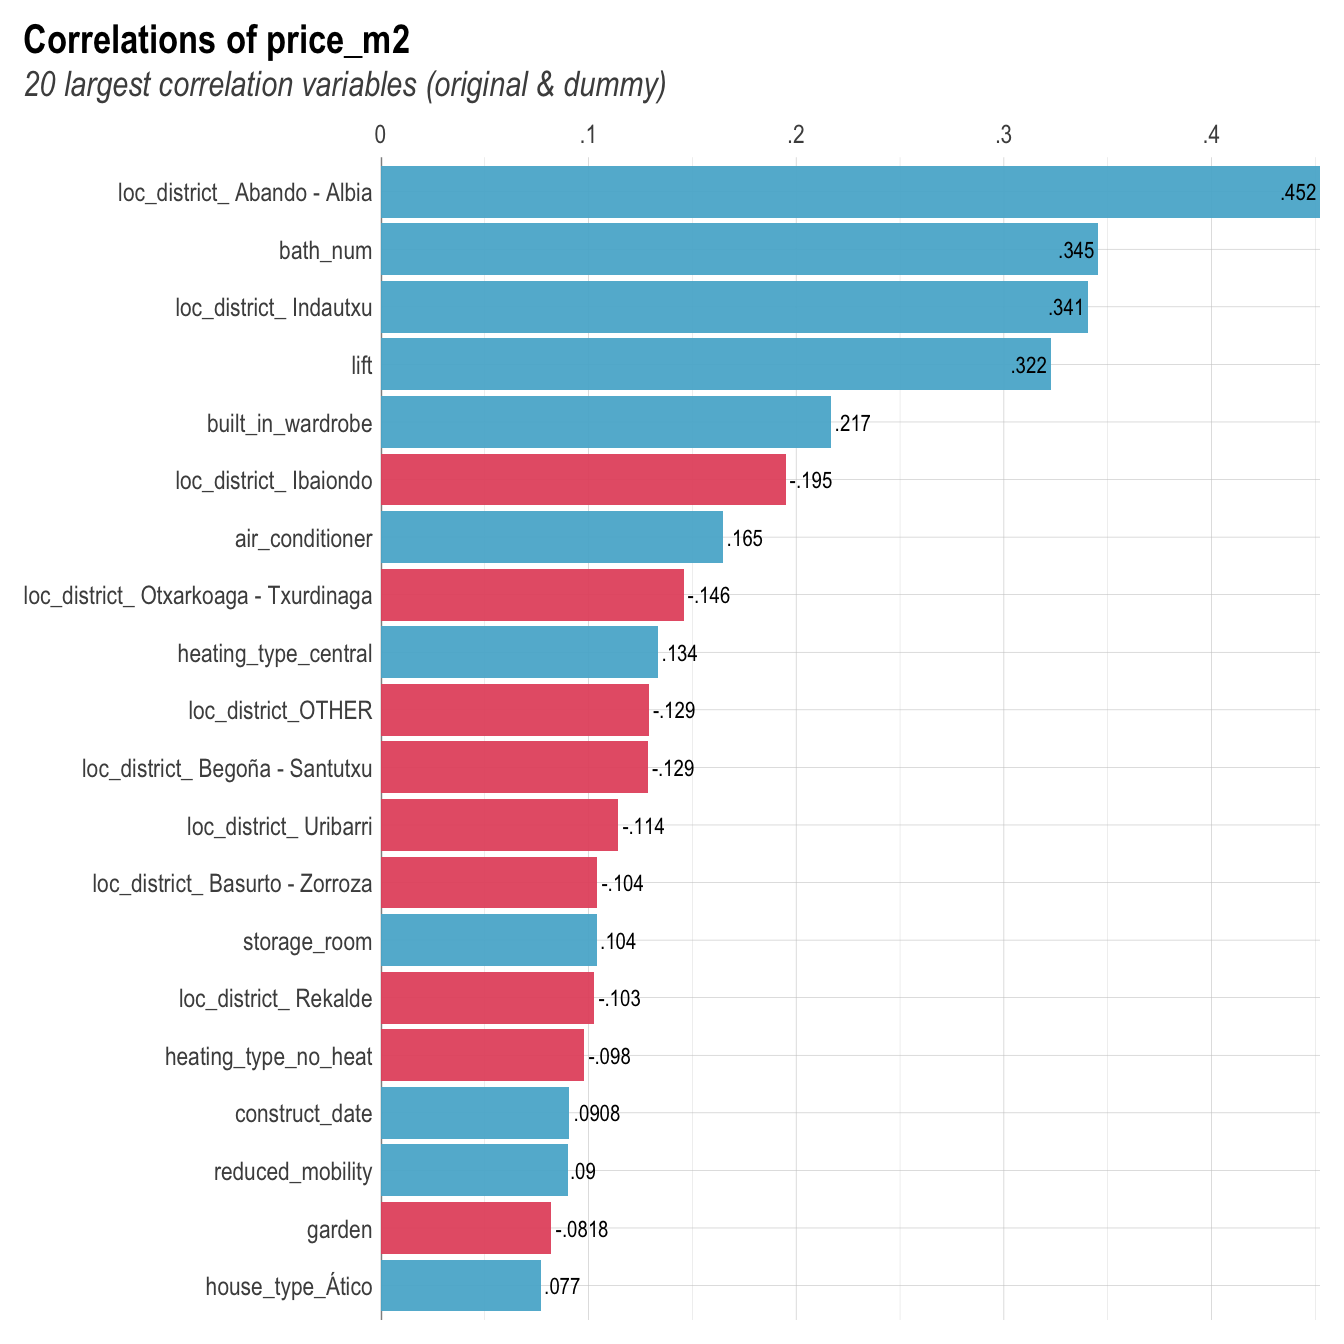 Correlations of price_m2
20 largest correlation variables (original & dummy)
0 .1 .2 .3 .4
loc_district_ Abando - Albia .452
bath_num .345
loc_district_ Indautxu .341
lift .322
built_in_wardrobe .217
loc_district_ Ibaiondo -.195
air_conditioner .165
loc_district_ Otxarkoaga - Txurdinaga -.146
heating_type_central .134
loc_district_OTHER -.129
loc_district_ Begoña - Santutxu -.129
loc_district_ Uribarri -.114
loc_district_ Basurto - Zorroza -.104
storage_room .104
loc_district_ Rekalde -.103
heating_type_no_heat -.098
construct_date .0908
reduced_mobility .09
garden -.0818
house_type_Ático .077